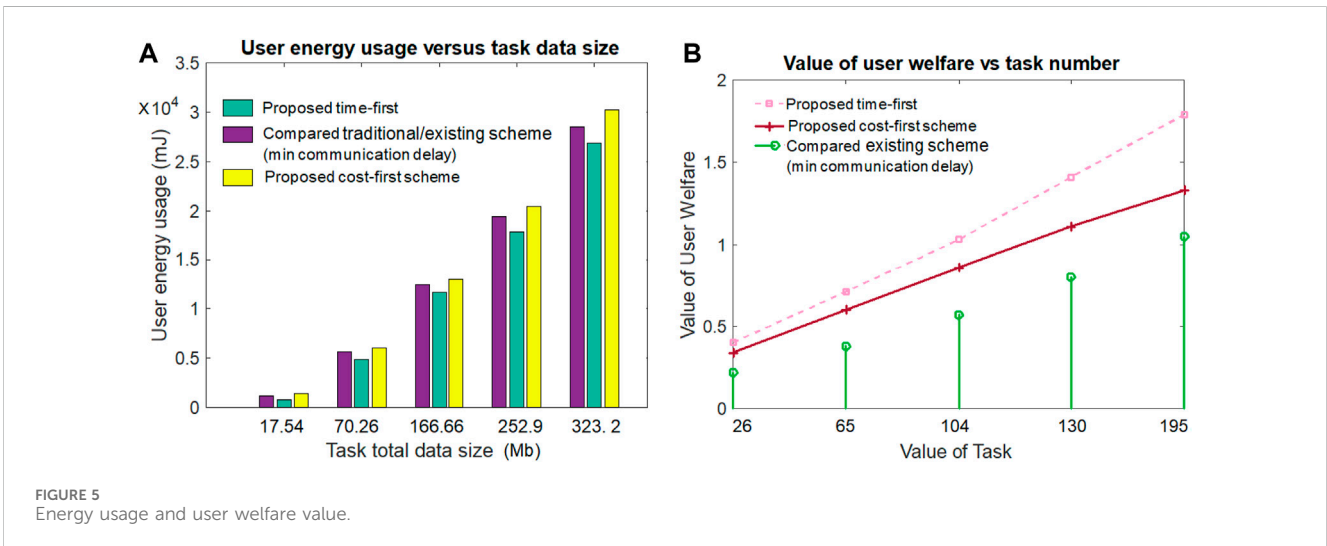 A
User energy usage versus task data size
3.5
X10⁴
3
2.5
2
1.5
1
0.5
0
User energy usage (mJ)
Proposed time-first
Compared traditional/existing scheme
(min communication delay)
Proposed cost-first scheme
17.54 70.26 166.66 252.9 323. 2
Task total data size (Mb)
B
Value of user welfare vs task number
2
1.5
1
0.5
0
Value of User Welfare
Proposed time-first
Proposed cost-first scheme
Compared existing scheme
(min communication delay)
26 65 104 130 195
Value of Task
FIGURE 5
Energy usage and user welfare value.